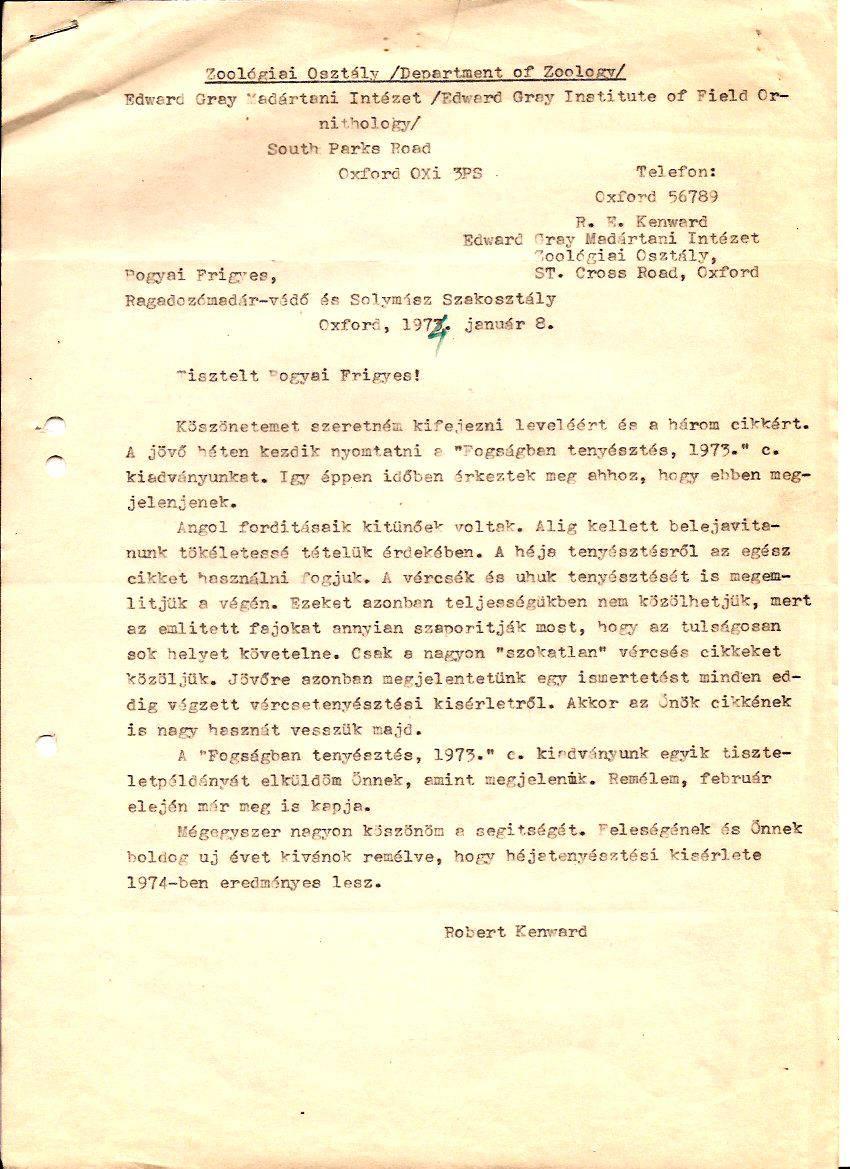 Zoológiai Osztály /Department of Zoology/
Edward Gray Madártani Intézet /Edward Gray Institute of Field Or-
nithology/
South Parks Road
Oxford OXi 3PS
Telefon:
Oxford 56789
R. E. Kenward
Edward Gray Madártani Intézet
Zoológiai Osztály,
ST. Cross Road, Oxford
Pogyai Frigyes,
Ragadozómadár-védő és Solymász Szakosztály
Oxford, 1974. január 8.
Tisztelt Pogyai Frigyes!
Köszönetemet szeretném kifejezni leveléért és a három cikkért.
A jövő héten kezdik nyomtatni a "Fogságban tenyésztés, 1973." c.
kiadványunkat. Igy éppen időben érkeztek meg ahhoz, hogy ebben meg-
jelenjenek.
Angol forditásaik kitünőek voltak. Alig kellett belejavita-
nunk tökéletessé tételük érdekében. A héja tenyésztésről az egész
cikket használni fogjuk. A vércsék és uhuk tenyésztését is megem-
litjük a végén. Ezeket azonban teljességükben nem közölhetjük, mert
az emlitett fajokat annyian szaporitják most, hogy az tulságosan
sok helyet követelne. Csak a nagyon "szokatlan" vércsés cikkeket
közöljük. Jövőre azonban megjelentetünk egy ismertetést minden ed-
dig végzett vércsetenyésztési kisérletről. Akkor az Önök cikkének
is nagy hasznát vesszük majd.
A "Fogságban tenyésztés, 1973." c. kiadványunk egyik tiszte-
letpéldányát elküldöm Önnek, amint megjelenük. Remélem, február
elején már meg is kapja.
Mégegyszer nagyon köszönöm a segitségét. Feleségének és Önnek
boldog uj évet kivánok remélve, hogy héjatenyésztési kisérlete
1974-ben eredményes lesz.
Robert Kenward